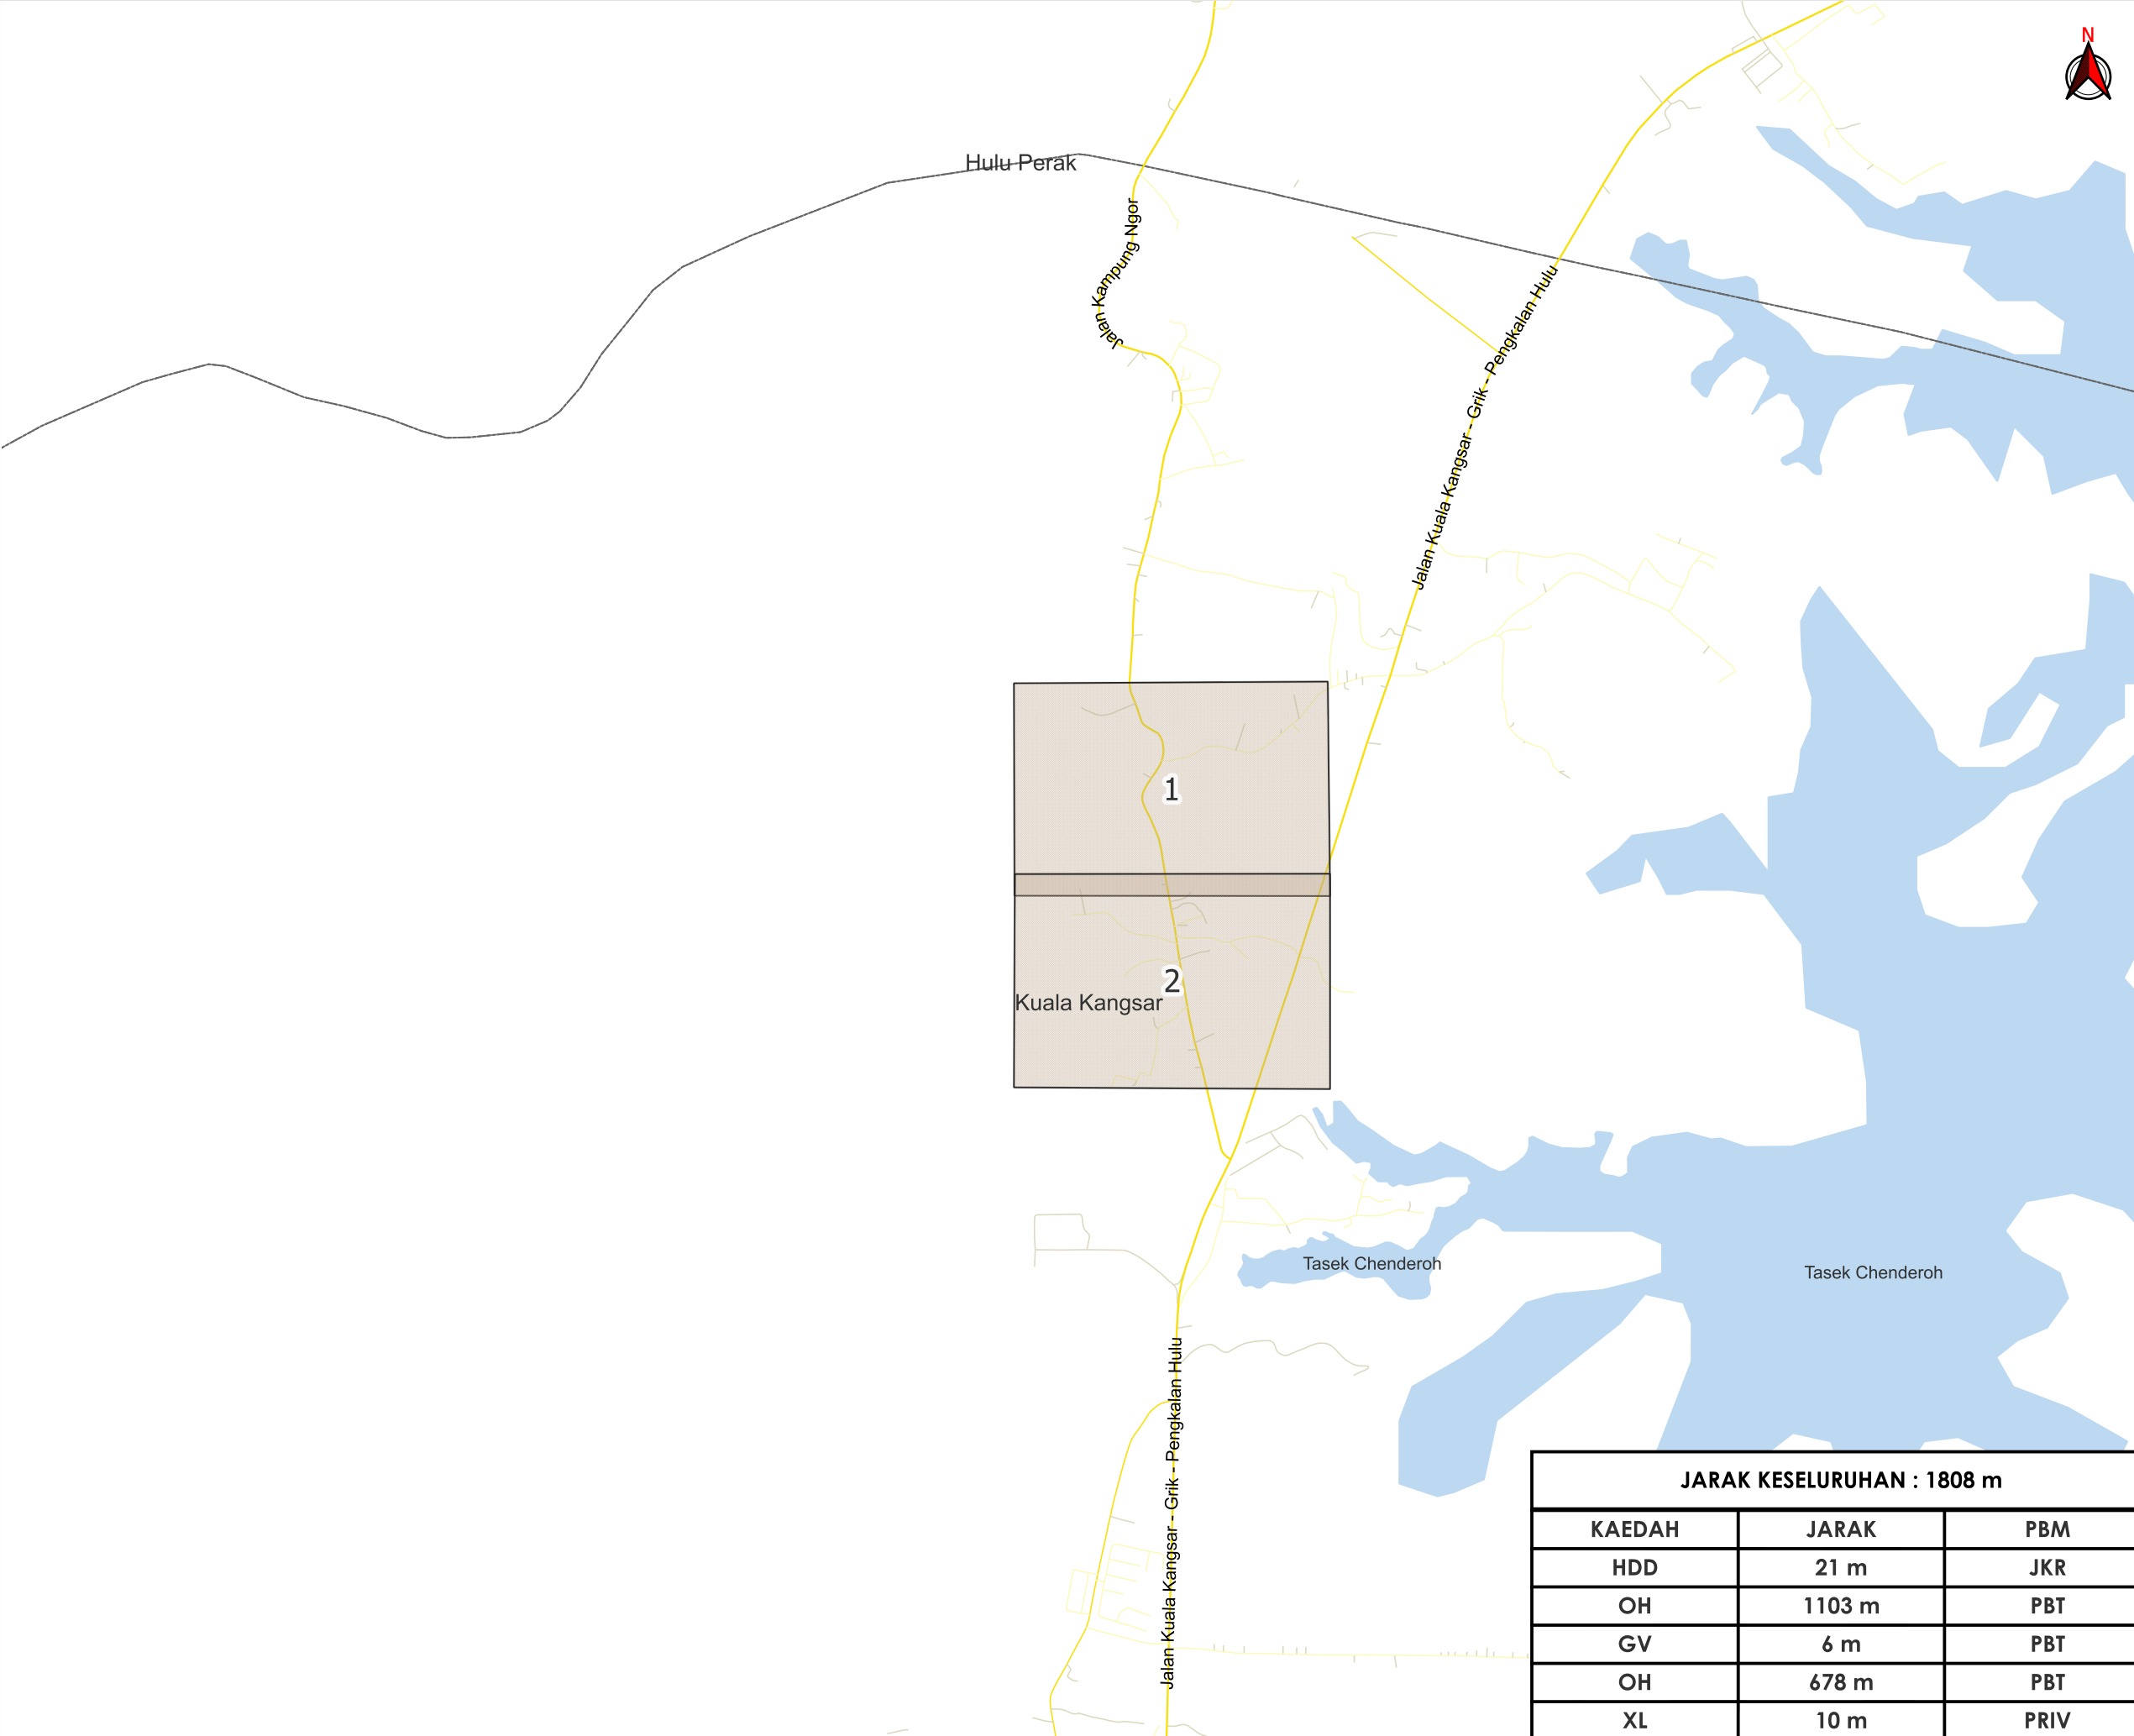 N
Hulu Perak
Jalan Kampung Ngor
Jalan Kuala Kangsar - Grik - Pengkalan Hulu
1
2
Kuala Kangsar
Tasek Chenderoh
Tasek Chenderoh
Jalan Kuala Kangsar - Grik - Pengkalan Hulu
JARAK KESELURUHAN : 1808 m
KAEDAH JARAK PBM
HDD 21 m JKR
OH 1103 m PBT
GV 6 m PBT
OH 678 m PBT
XL 10 m PRIV